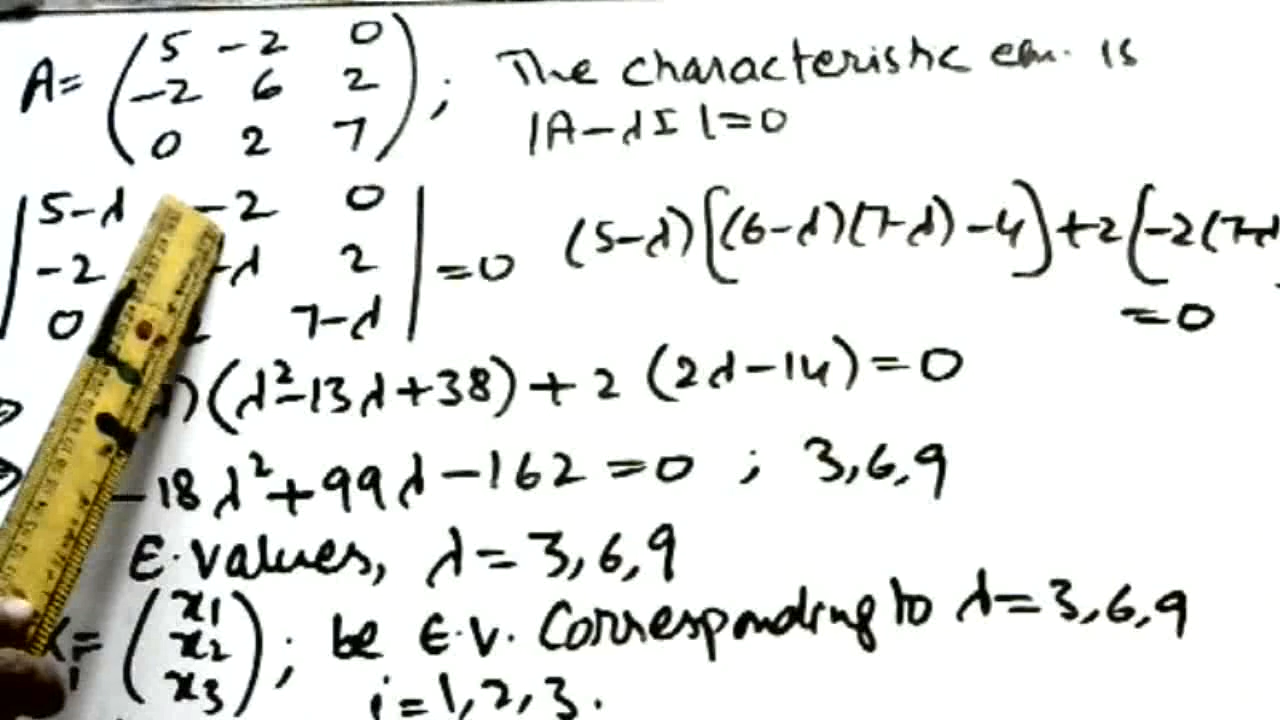 A = (5 -2 0
-2 6 2
0 2 7) ; The characteristic eqn. is
|A-λI|=0
|5-λ -2 0
-2 -λ 2
0 7-λ| =0 (5-λ)[(6-λ)(7-λ)-4]+2[-2(7-λ
=0
λ)(λ²-13λ+38)+2(2λ-14)=0
-18λ²+99λ-162=0 ; 3,6,9
E.values, λ=3,6,9
Xi = (x1
x2
x3) ; be E.V. Corresponding to λ=3,6,9
i=1,2,3.